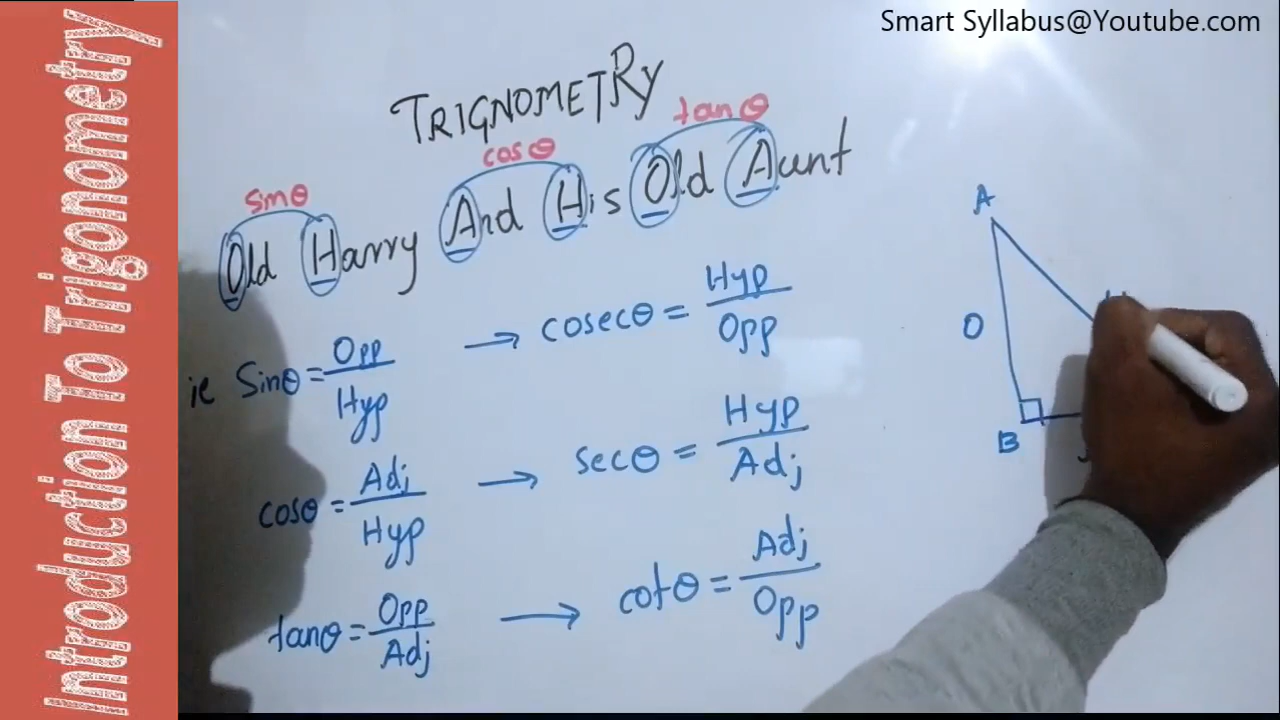 Smart Syllabus@Youtube.com
Introduction To Trigonometry
TRIGNOMETRY
sinθ cosθ tanθ
Old Harry And His Old Aunt
ie Sinθ = Opp/Hyp → cosecθ = Hyp/Opp
cosθ = Adj/Hyp → secθ = Hyp/Adj
tanθ = Opp/Adj → cotθ = Adj/Opp
A
O
B